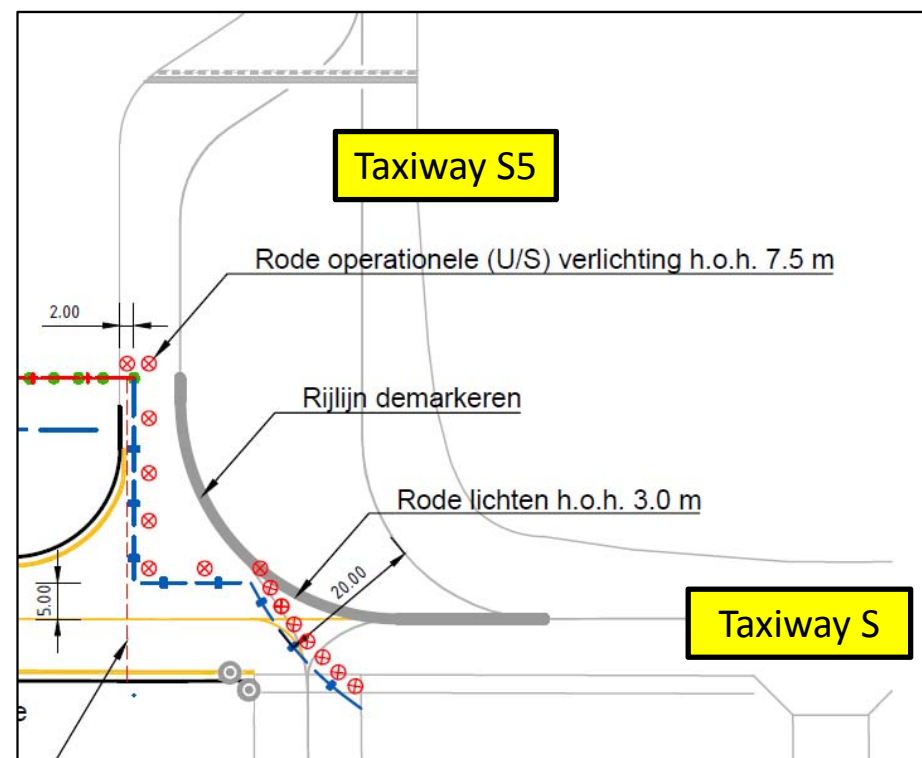 Taxiway S5
Rode operationele (U/S) verlichting h.o.h. 7.5 m
2.00
Rijlijn demarkeren
Rode lichten h.o.h. 3.0 m
20.00
5.00
Taxiway S
e